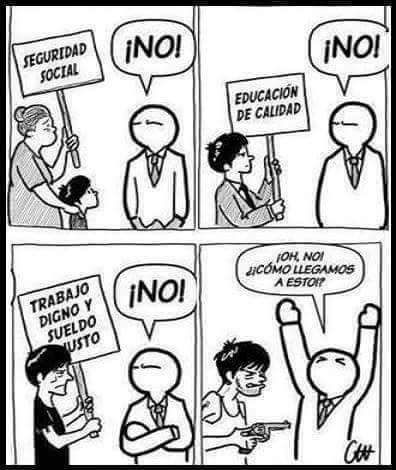 SEGURIDAD
SOCIAL
¡NO!
EDUCACIÓN
DE CALIDAD
¡NO!
TRABAJO
DIGNO Y
SUELDO
JUSTO
¡NO!
¡OH, NO!
¿¡CÓMO LLEGAMOS
A ESTO!?